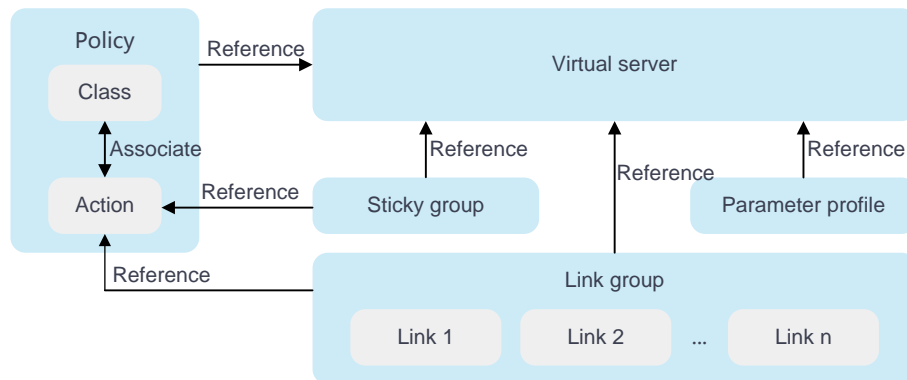 Policy
Reference
Virtual server
Class
Associate
Reference
Reference
Reference
Reference
Action
Sticky group
Parameter profile
Reference
Link group
Link 1
Link 2
...
Link n